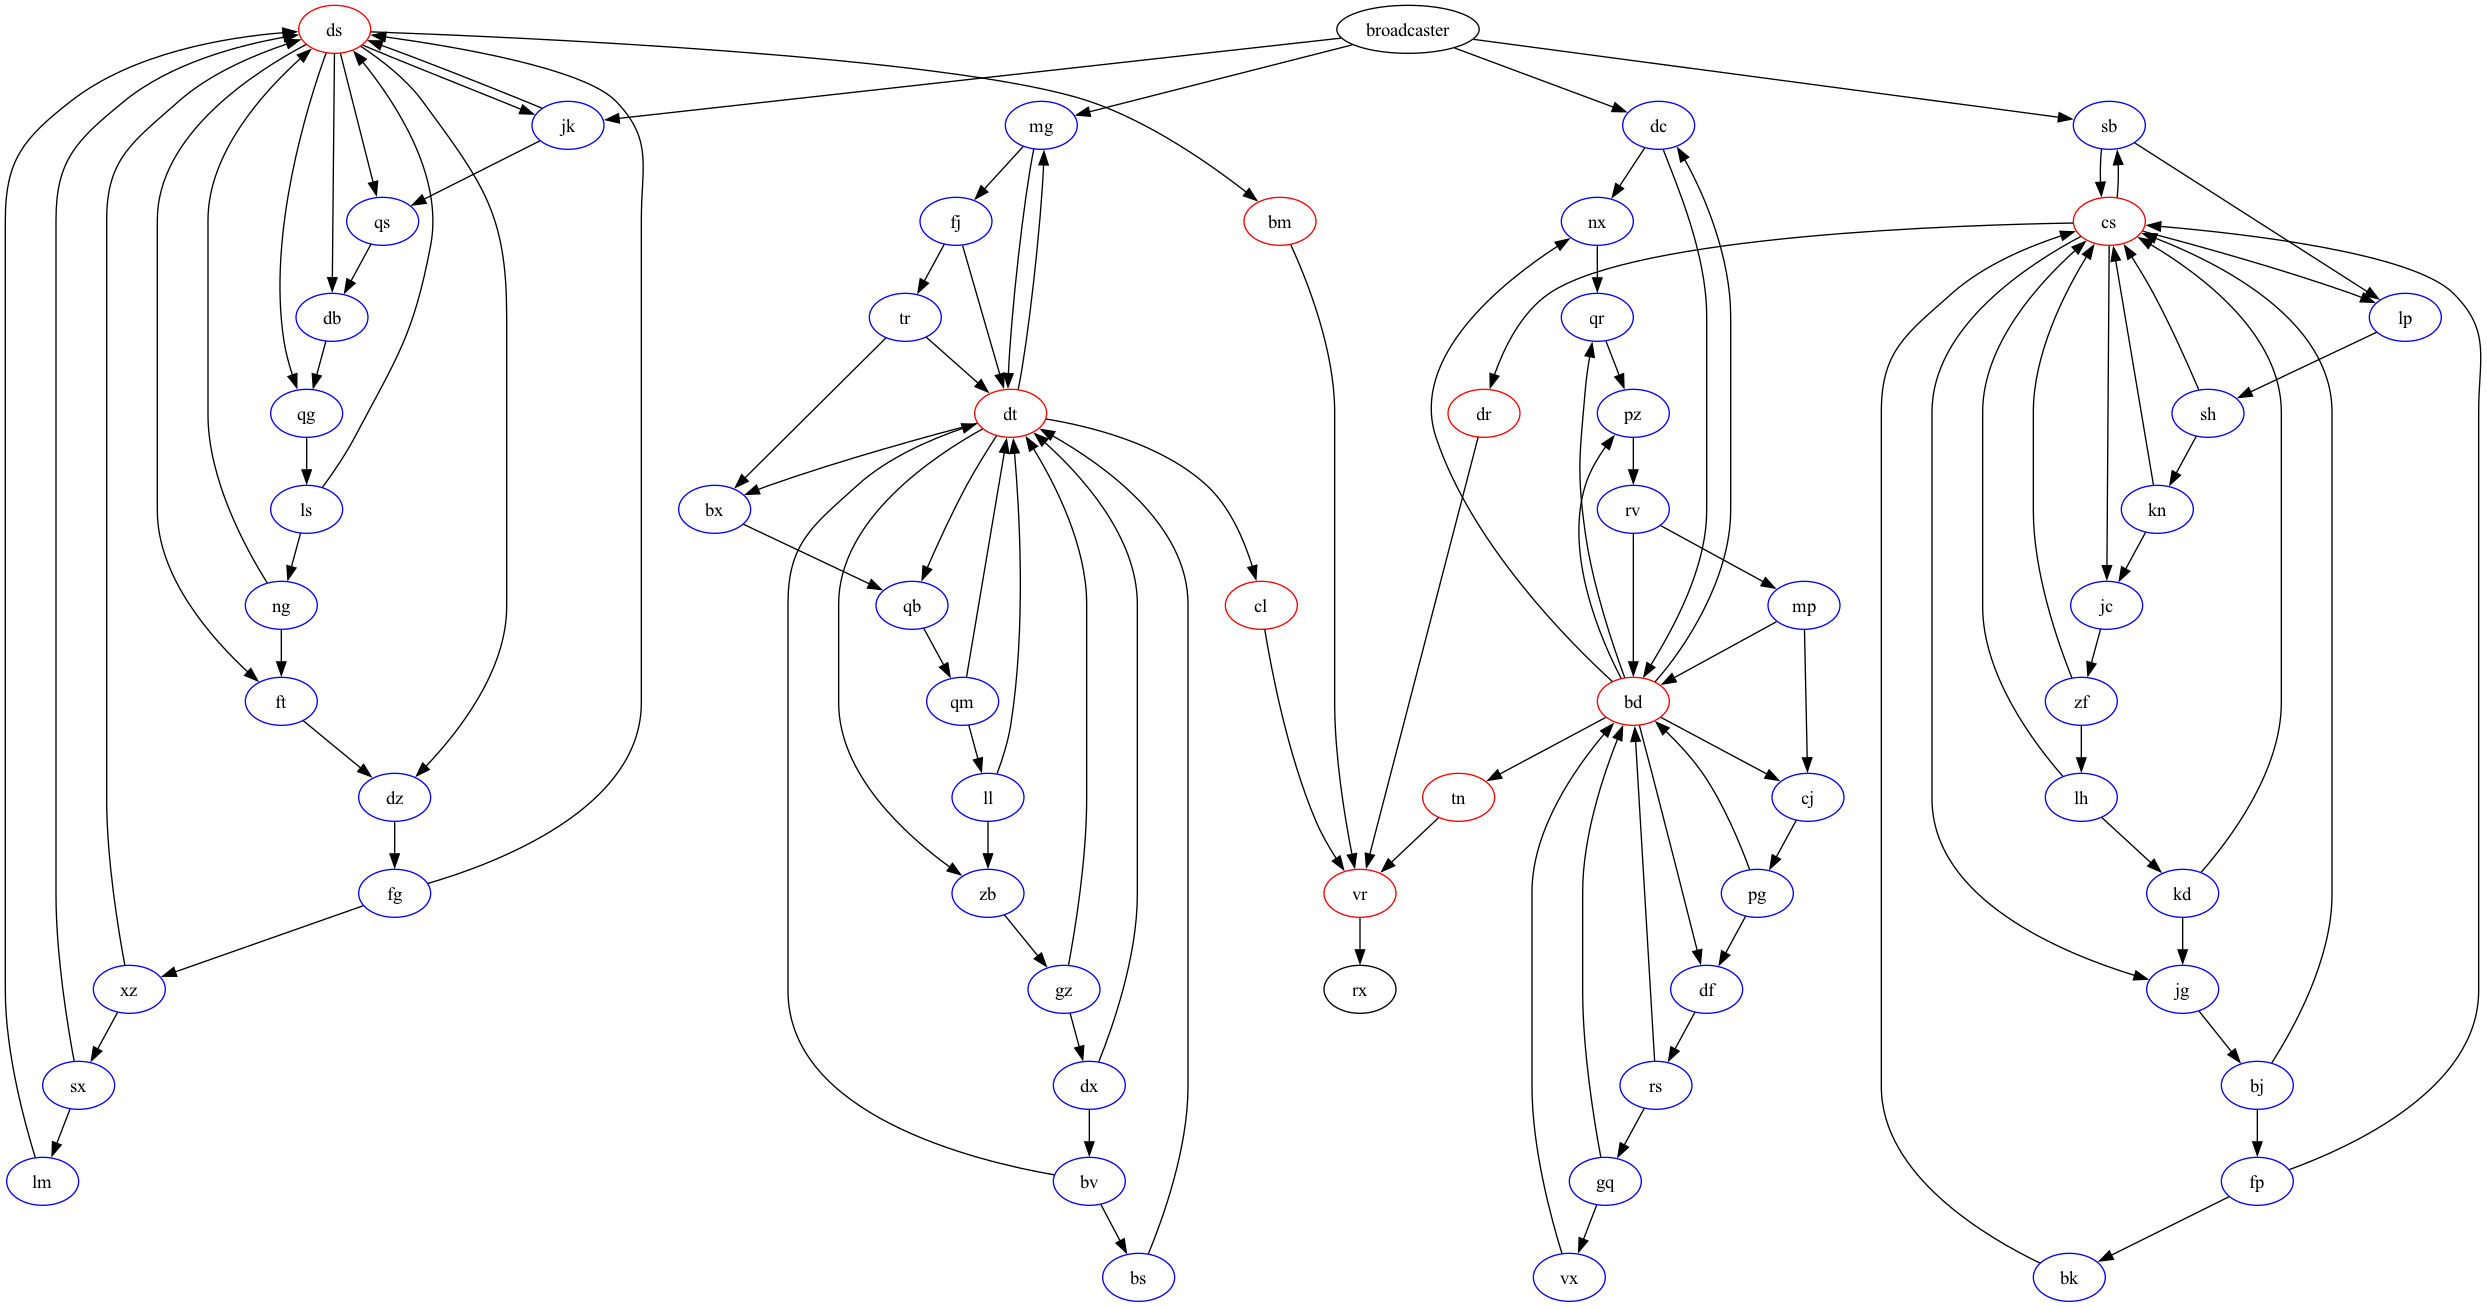 ds
broadcaster
jk
mg
dc
sb
qs
fj
bm
nx
cs
db
tr
qr
lp
qg
dt
dr
pz
sh
ls
bx
rv
kn
ng
qb
cl
mp
jc
ft
qm
bd
zf
dz
ll
tn
cj
lh
fg
zb
vr
pg
kd
xz
gz
rx
df
jg
sx
dx
rs
bj
lm
bv
gq
fp
bs
vx
bk